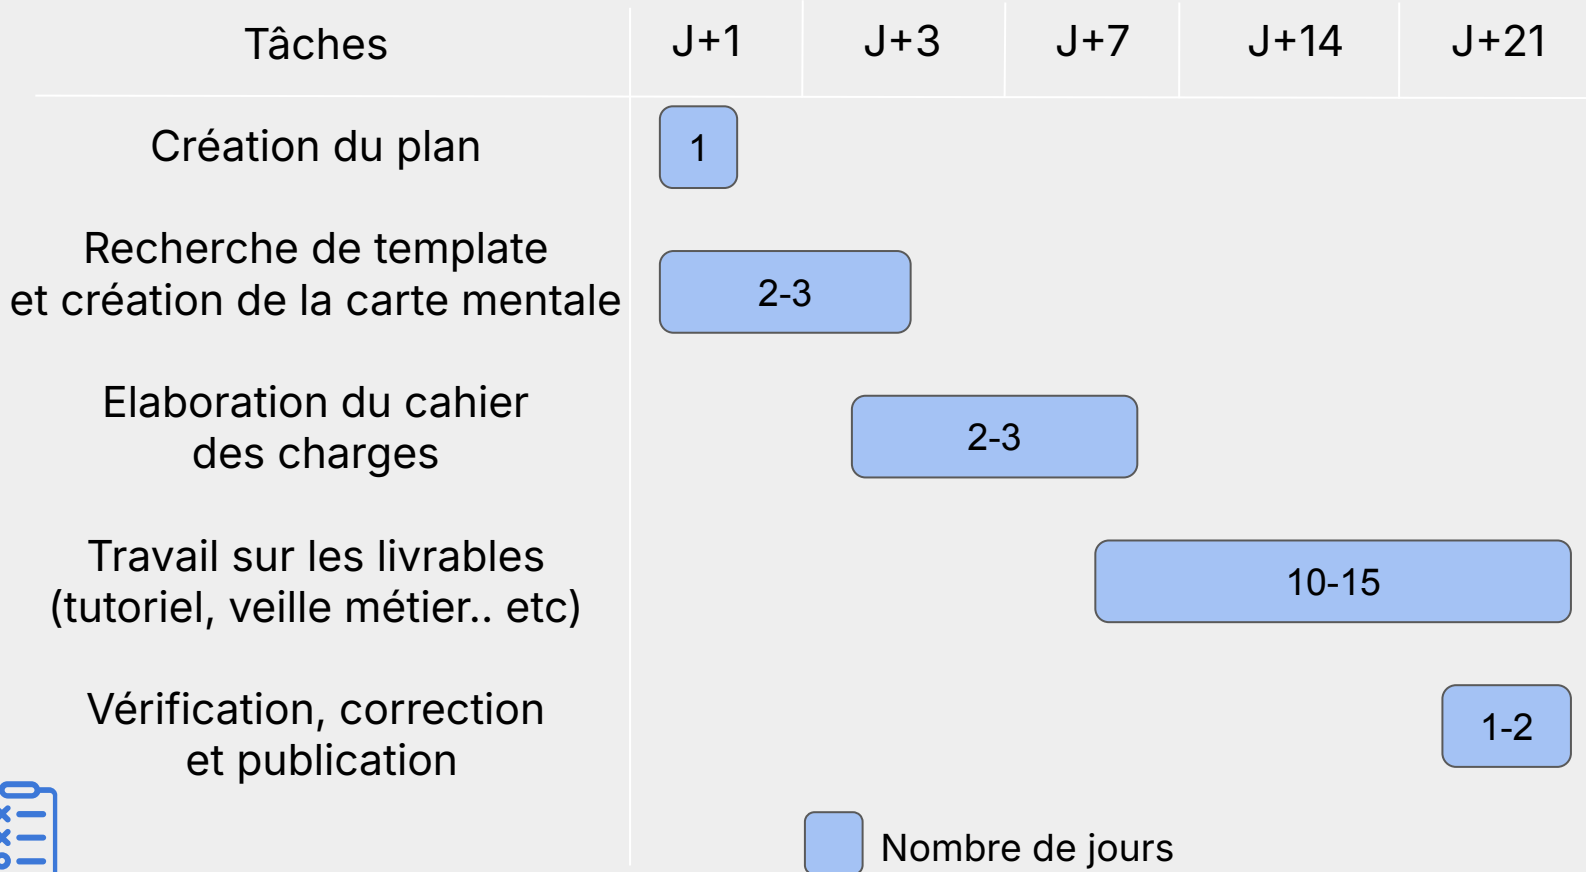 Tâches J+1 J+3 J+7 J+14 J+21
Création du plan 1
Recherche de template
et création de la carte mentale
2-3
Elaboration du cahier
des charges
2-3
Travail sur les livrables
(tutoriel, veille métier.. etc)
10-15
Vérification, correction
et publication
1-2
Nombre de jours